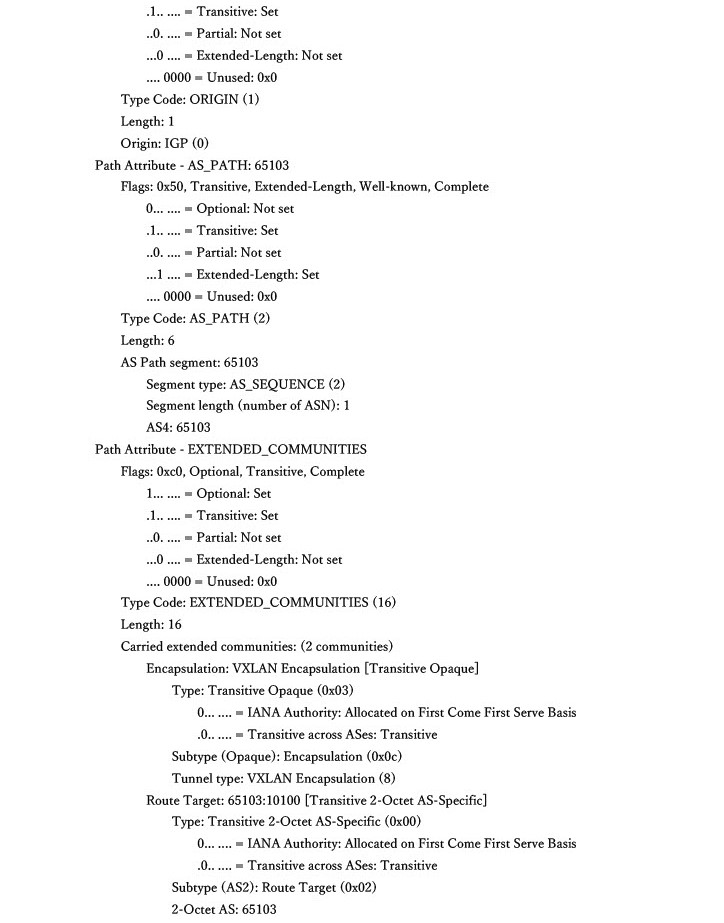 .1.. .... = Transitive: Set
..0. .... = Partial: Not set
...0 .... = Extended-Length: Not set
.... 0000 = Unused: 0x0
Type Code: ORIGIN (1)
Length: 1
Origin: IGP (0)
Path Attribute - AS_PATH: 65103
Flags: 0x50, Transitive, Extended-Length, Well-known, Complete
0... .... = Optional: Not set
.1.. .... = Transitive: Set
..0. .... = Partial: Not set
...1 .... = Extended-Length: Set
.... 0000 = Unused: 0x0
Type Code: AS_PATH (2)
Length: 6
AS Path segment: 65103
Segment type: AS_SEQUENCE (2)
Segment length (number of ASN): 1
AS4: 65103
Path Attribute - EXTENDED_COMMUNITIES
Flags: 0xc0, Optional, Transitive, Complete
1... .... = Optional: Set
.1.. .... = Transitive: Set
..0. .... = Partial: Not set
...0 .... = Extended-Length: Not set
.... 0000 = Unused: 0x0
Type Code: EXTENDED_COMMUNITIES (16)
Length: 16
Carried extended communities: (2 communities)
Encapsulation: VXLAN Encapsulation [Transitive Opaque]
Type: Transitive Opaque (0x03)
0... .... = IANA Authority: Allocated on First Come First Serve Basis
.0.. .... = Transitive across ASes: Transitive
Subtype (Opaque): Encapsulation (0x0c)
Tunnel type: VXLAN Encapsulation (8)
Route Target: 65103:10100 [Transitive 2-Octet AS-Specific]
Type: Transitive 2-Octet AS-Specific (0x00)
0... .... = IANA Authority: Allocated on First Come First Serve Basis
.0.. .... = Transitive across ASes: Transitive
Subtype (AS2): Route Target (0x02)
2-Octet AS: 65103